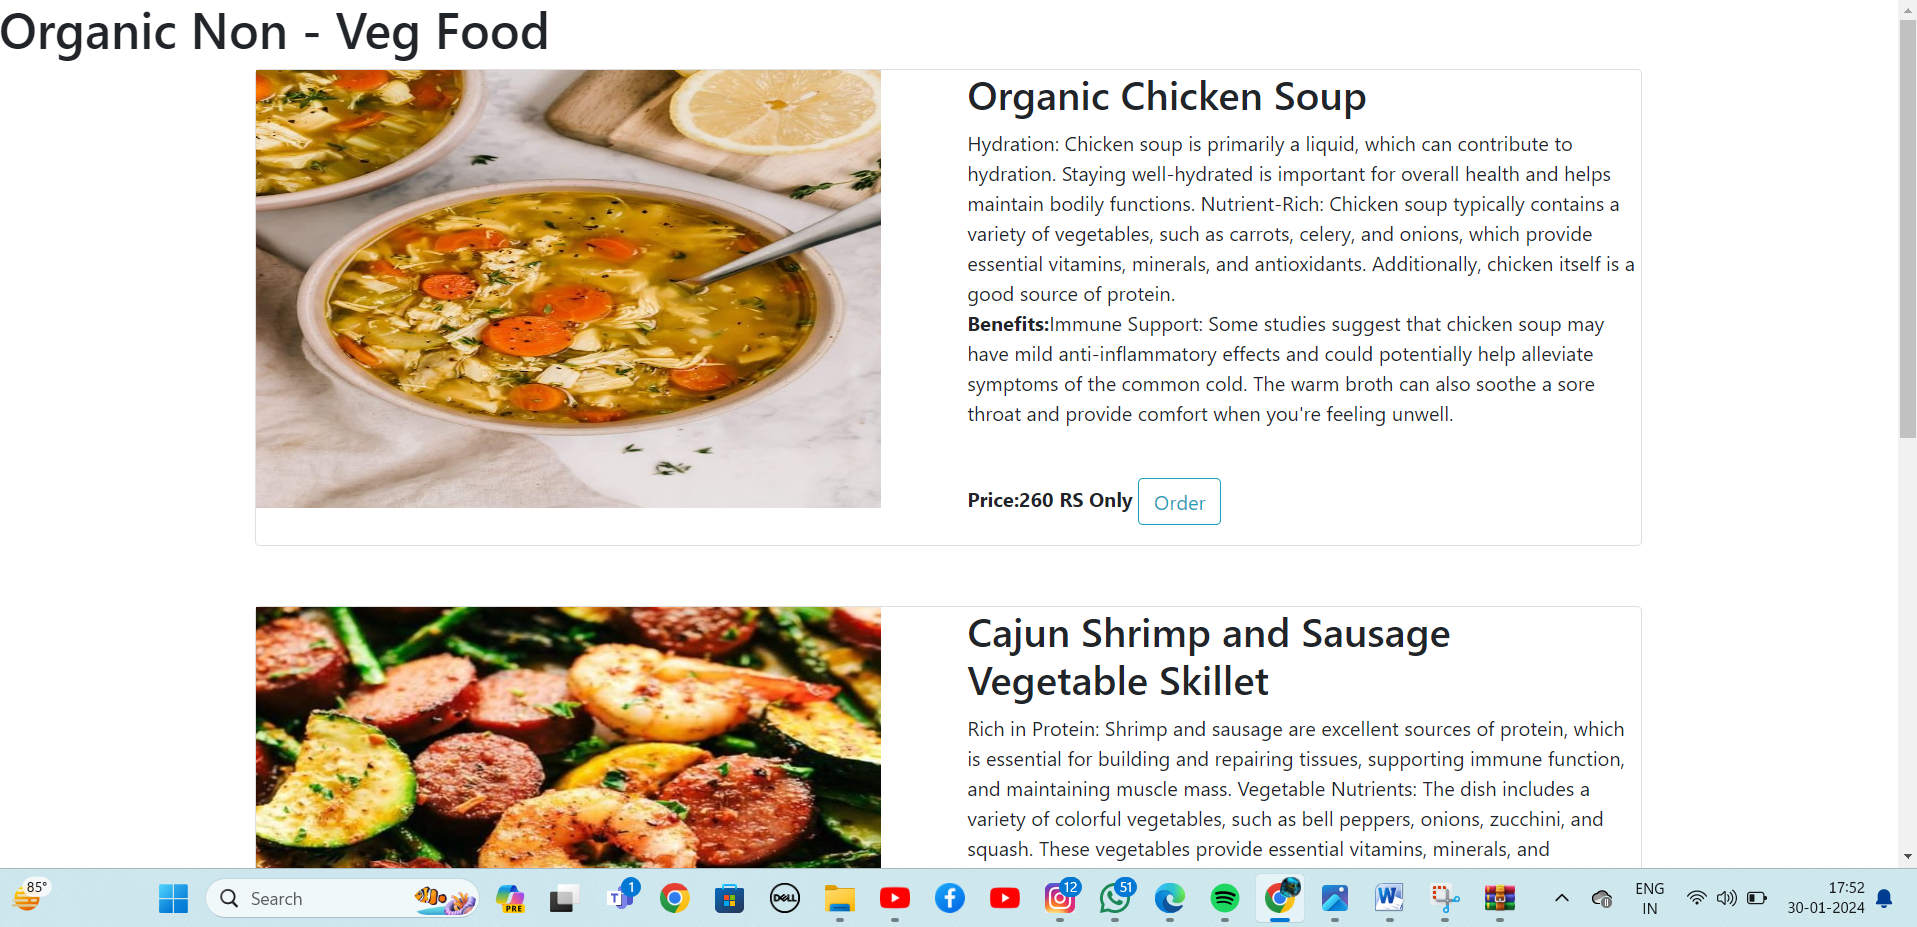 Organic Non - Veg Food
Organic Chicken Soup
Hydration: Chicken soup is primarily a liquid, which can contribute to
hydration. Staying well-hydrated is important for overall health and helps
maintain bodily functions. Nutrient-Rich: Chicken soup typically contains a
variety of vegetables, such as carrots, celery, and onions, which provide
essential vitamins, minerals, and antioxidants. Additionally, chicken itself is a
good source of protein.
Benefits:Immune Support: Some studies suggest that chicken soup may
have mild anti-inflammatory effects and could potentially help alleviate
symptoms of the common cold. The warm broth can also soothe a sore
throat and provide comfort when you're feeling unwell.
Price:260 RS Only Order
Cajun Shrimp and Sausage
Vegetable Skillet
Rich in Protein: Shrimp and sausage are excellent sources of protein, which
is essential for building and repairing tissues, supporting immune function,
and maintaining muscle mass. Vegetable Nutrients: The dish includes a
variety of colorful vegetables, such as bell peppers, onions, zucchini, and
squash. These vegetables provide essential vitamins, minerals, and
85°
Search
PRE
1
DELL
12
51
ENG
IN
17:52
30-01-2024